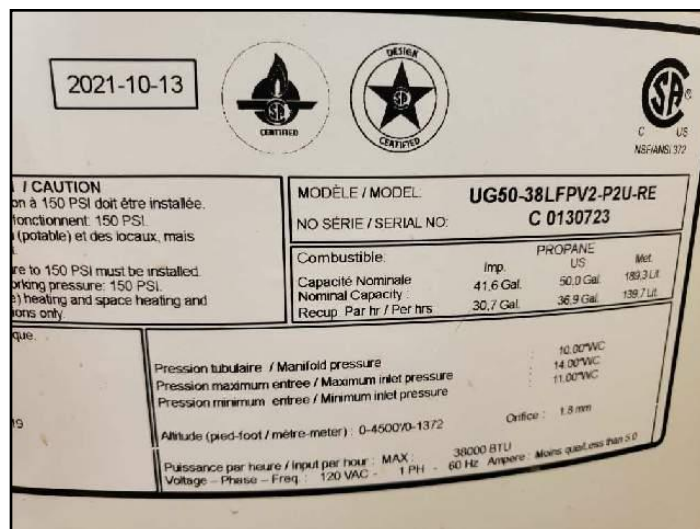 2021-10-13
SA
CERTIFIED
DESIGN
SA
CERTIFIED
SA ®
C US
NSF/ANSI 372
/ CAUTION
on à 150 PSI doit être installée.
fonctionnent: 150 PSI.
(potable) et des locaux, mais
re to 150 PSI must be installed.
orking pressure: 150 PSI.
e) heating and space heating and
ions only.
MODÈLE / MODEL: UG50-38LFPV2-P2U-RE
NO SÉRIE / SERIAL NO: C 0130723
Combustible: PROPANE
Imp. US Met.
Capacité Nominale
Nominal Capacity : 41,6 Gal. 50,0 Gal. 189,3 Lit.
Recup. Par hr / Per hrs. 30,7 Gal. 36,9 Gal. 139,7 Lit.
que.
19
Pression tubulaire / Manifold pressure : 10.00"WC
Pression maximum entree / Maximum inlet pressure : 14.00"WC
Pression minimum entree / Minimum inlet pressure : 11.00"WC
Altitude (pied-foot / mètre-meter) : 0-4500'/0-1372 Orifice : 1.8 mm
Puissance par heure / Input per hour : MAX : 38000 BTU
Voltage – Phase – Freq. : 120 VAC - 1 PH - 60 Hz Ampere : Moins que/Less than 5.0